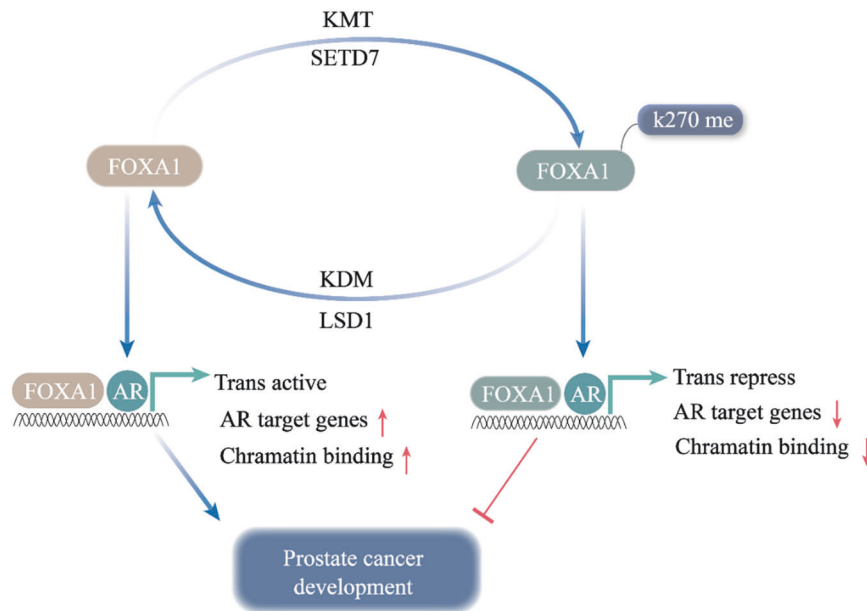 KMT
SETD7
k270 me
FOXA1
FOXA1
KDM
LSD1
FOXA1 AR
Trans active
AR target genes
Chramatin binding
FOXA1 AR
Trans repress
AR target genes
Chramatin binding
Prostate cancer
development